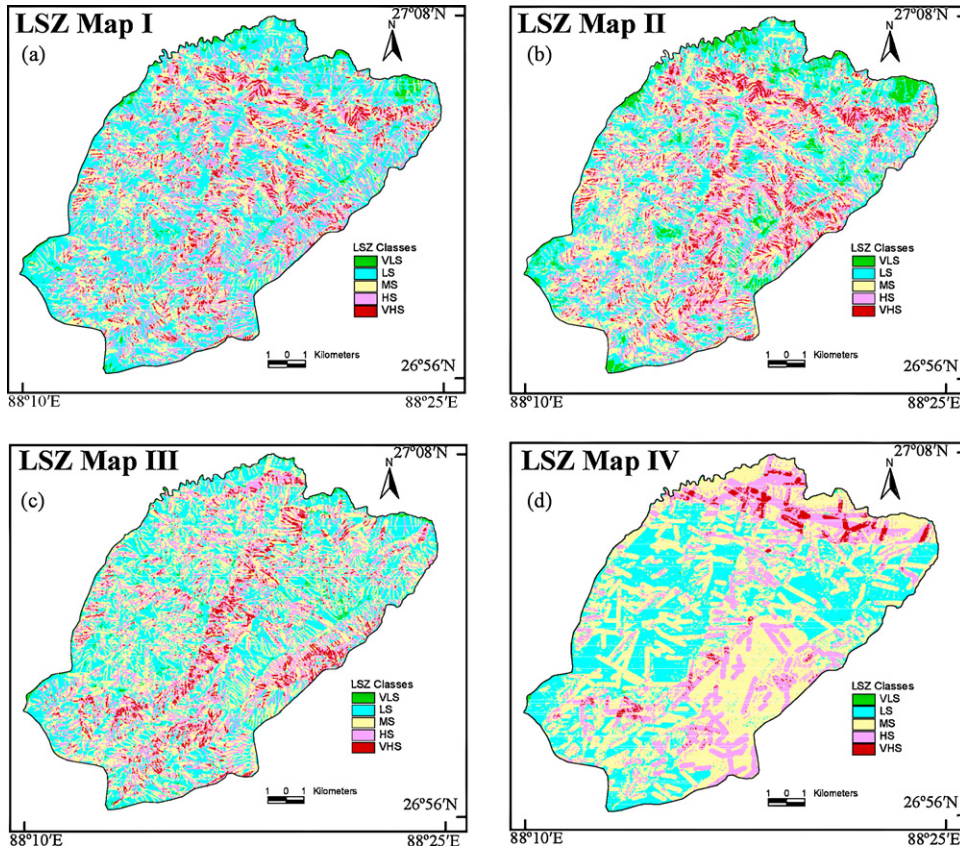 LSZ Map I
27°08'N
N
(a)
LSZ Classes
VLS
LS
MS
HS
VHS
1 0 1 Kilometers
26°56'N
88°10'E
88°25'E
LSZ Map II
27°08'N
N
(b)
LSZ Classes
VLS
LS
MS
HS
VHS
1 0 1 Kilometers
26°56'N
88°10'E
88°25'E
LSZ Map III
27°08'N
N
(c)
LSZ Classes
VLS
LS
MS
HS
VHS
1 0 1 Kilometers
26°56'N
88°10'E
88°25'E
LSZ Map IV
27°08'N
N
(d)
LSZ Classes
VLS
LS
MS
HS
VHS
1 0 1 Kilometers
26°56'N
88°10'E
88°25'E